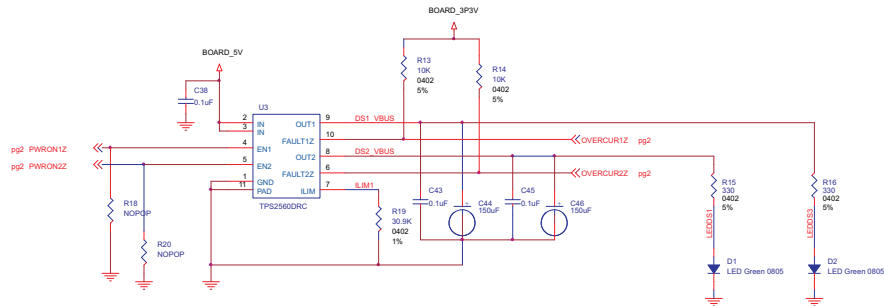 BOARD_3P3V
BOARD_5V
R13
10K
0402
5%
R14
10K
0402
5%
C38
0.1uF
U3
2 IN
3 IN
4 EN1
5 EN2
1 GND
11 PAD
OUT1 9
FAULT1Z 10
OUT2 8
FAULT2Z 6
ILIM 7
TPS2560DRC
DS1_VBUS
DS2_VBUS
ILIM1
pg2 PWRON1Z
pg2 PWRON2Z
OVERCUR1Z pg2
OVERCUR2Z pg2
R18
NOPOP
R20
NOPOP
R19
30.9K
0402
1%
C43
0.1uF
C44
150uF
+
C45
0.1uF
C46
150uF
+
R15
330
0402
5%
R16
330
0402
5%
LEDDS1
LEDDS3
D1
LED Green 0805
D2
LED Green 0805